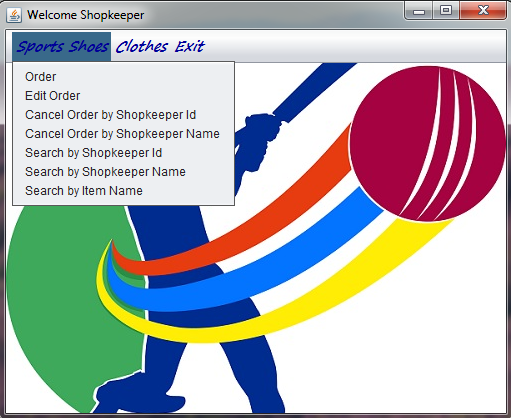 Welcome Shopkeeper
Sports Shoes Clothes Exit
Order
Edit Order
Cancel Order by Shopkeeper Id
Cancel Order by Shopkeeper Name
Search by Shopkeeper Id
Search by Shopkeeper Name
Search by Item Name